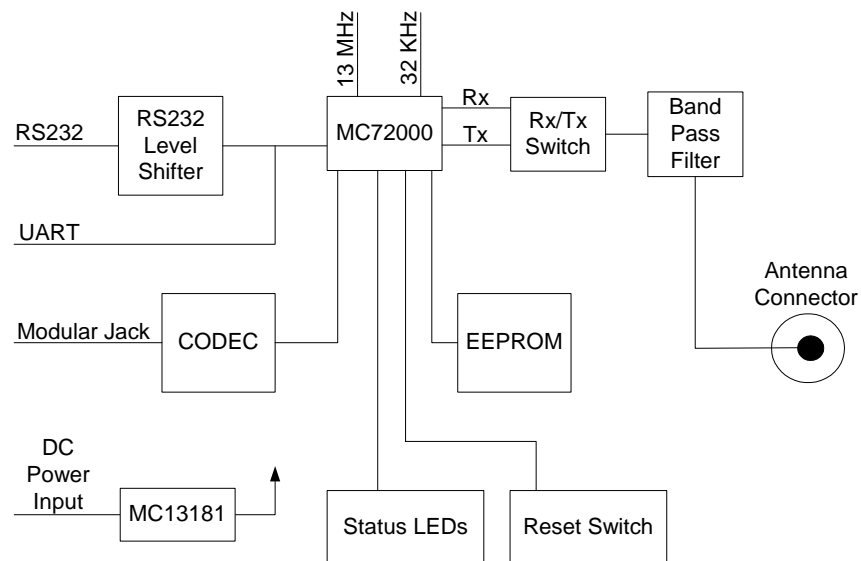 13 MHz
32 KHz
RS232
RS232
Level
Shifter
MC72000
Rx
Tx
Rx/Tx
Switch
Band
Pass
Filter
UART
Antenna
Connector
Modular Jack
CODEC
EEPROM
DC
Power
Input
MC13181
Status LEDs
Reset Switch